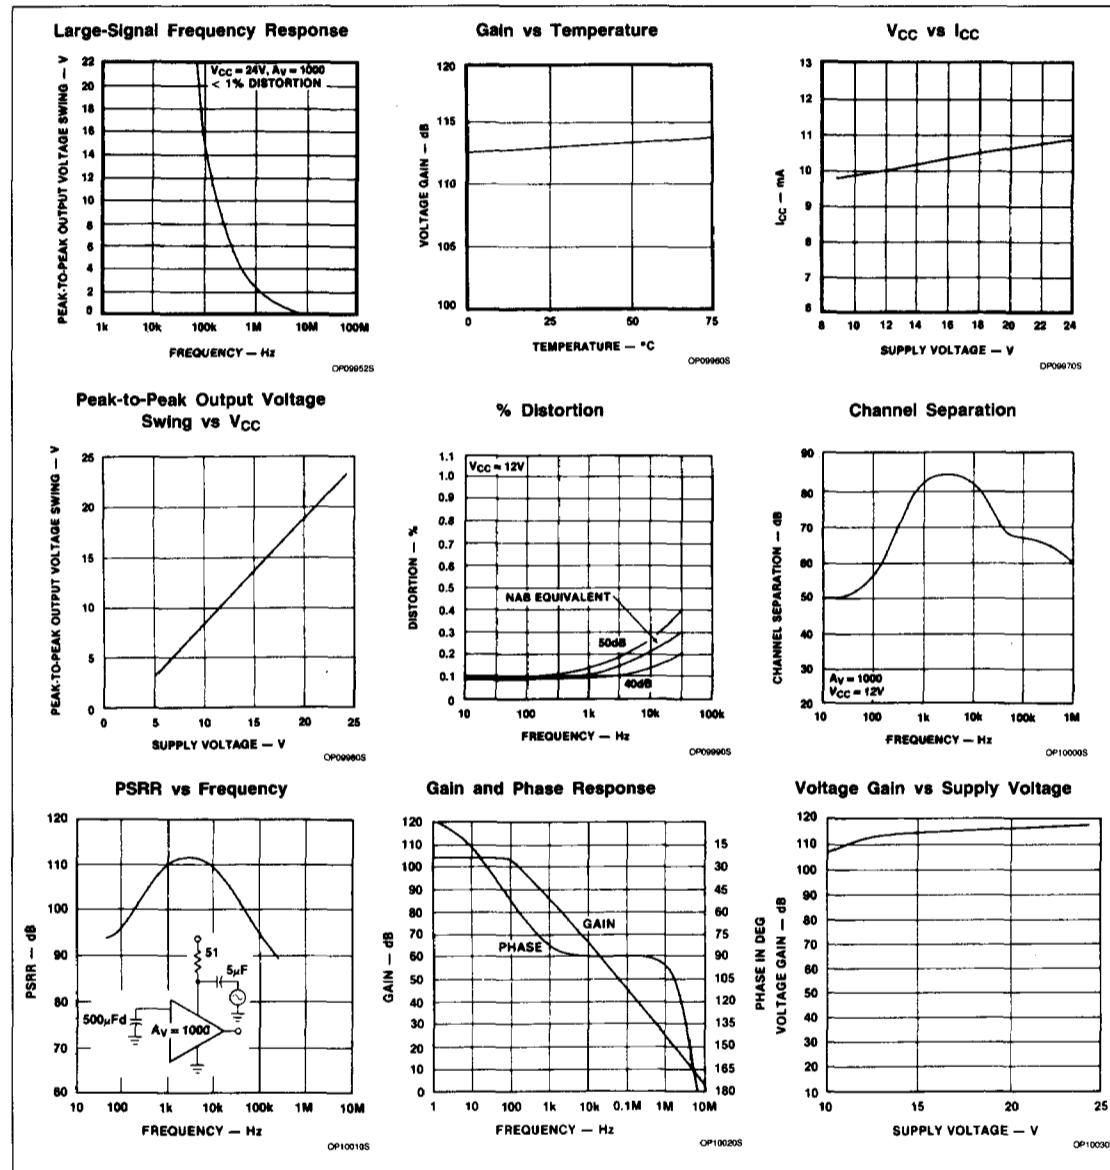 Large-Signal Frequency Response
PEAK-TO-PEAK OUTPUT VOLTAGE SWING — V
22
20
18
16
14
12
10
8
6
4
2
0
VCC = 24V, AV = 1000
< 1% DISTORTION
1k 10k 100k 1M 10M 100M
FREQUENCY — Hz
OP09952S
Gain vs Temperature
VOLTAGE GAIN — dB
120
115
110
105
100
0 25 50 75
TEMPERATURE — °C
OP09960S
VCC vs ICC
ICC — mA
13
12
11
10
9
8
7
6
8 10 12 14 16 18 20 22 24
SUPPLY VOLTAGE — V
OP09970S
Peak-to-Peak Output Voltage
Swing vs VCC
PEAK-TO-PEAK OUTPUT VOLTAGE SWING — V
25
20
15
10
5
0
0 5 10 15 20 25
SUPPLY VOLTAGE — V
OP09980S
% Distortion
DISTORTION — %
1.1
1.0
0.9
0.8
0.7
0.6
0.5
0.4
0.3
0.2
0.1
0
VCC = 12V
NAB EQUIVALENT
50dB
40dB
10 100 1k 10k 100k
FREQUENCY — Hz
OP09990S
Channel Separation
CHANNEL SEPARATION — dB
90
80
70
60
50
40
30
20
AV = 1000
VCC = 12V
10 100 1k 10k 100k 1M
FREQUENCY — Hz
OP10000S
PSRR vs Frequency
PSRR — dB
120
110
100
90
80
70
60
51
5µF
500µFd
AV = 1000
10 100 1k 10k 100k 1M 10M
FREQUENCY — Hz
OP10010S
Gain and Phase Response
GAIN — dB
120
110
100
90
80
70
60
50
40
30
20
10
0
GAIN
PHASE
15
30
45
60
75
90
105
120
135
150
165
180
PHASE IN DEG
1 10 100 1k 10k 0.1M 1M 10M
FREQUENCY — Hz
OP10020S
Voltage Gain vs Supply Voltage
VOLTAGE GAIN — dB
120
110
100
90
80
70
60
50
40
30
20
10
10 15 20 25
SUPPLY VOLTAGE — V
OP10030